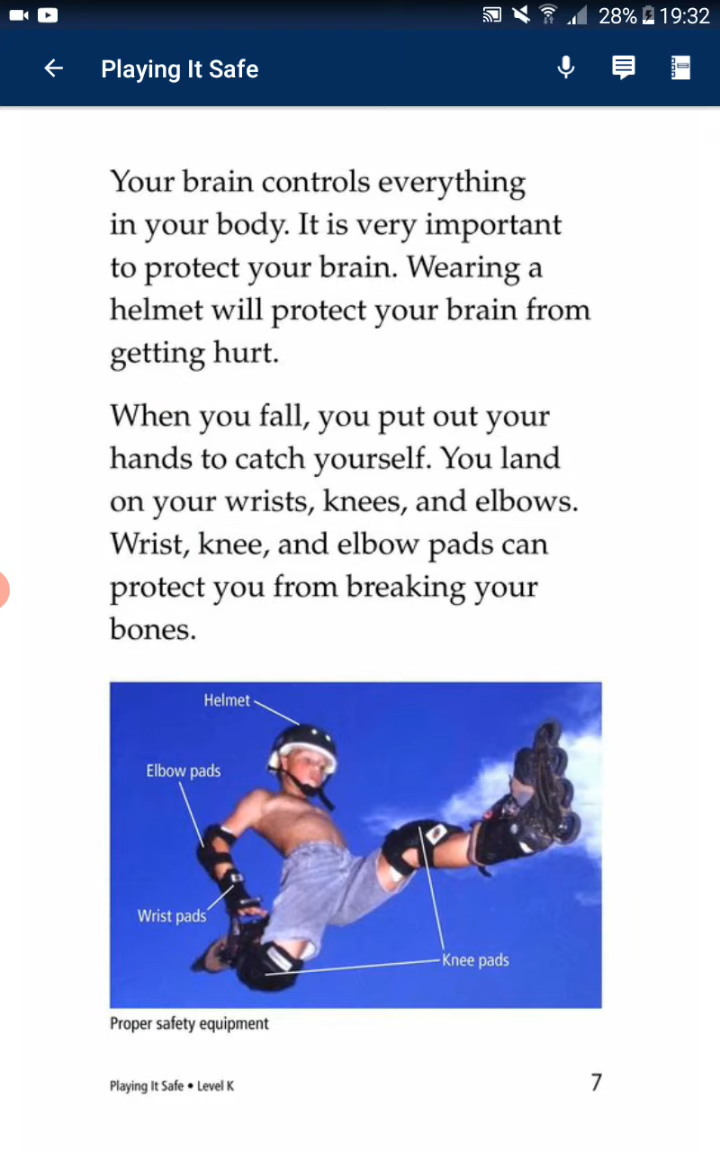 28% 19:32
Playing It Safe
Your brain controls everything
in your body. It is very important
to protect your brain. Wearing a
helmet will protect your brain from
getting hurt.
When you fall, you put out your
hands to catch yourself. You land
on your wrists, knees, and elbows.
Wrist, knee, and elbow pads can
protect you from breaking your
bones.
Helmet
Elbow pads
Wrist pads
Knee pads
Proper safety equipment
Playing It Safe • Level K
7